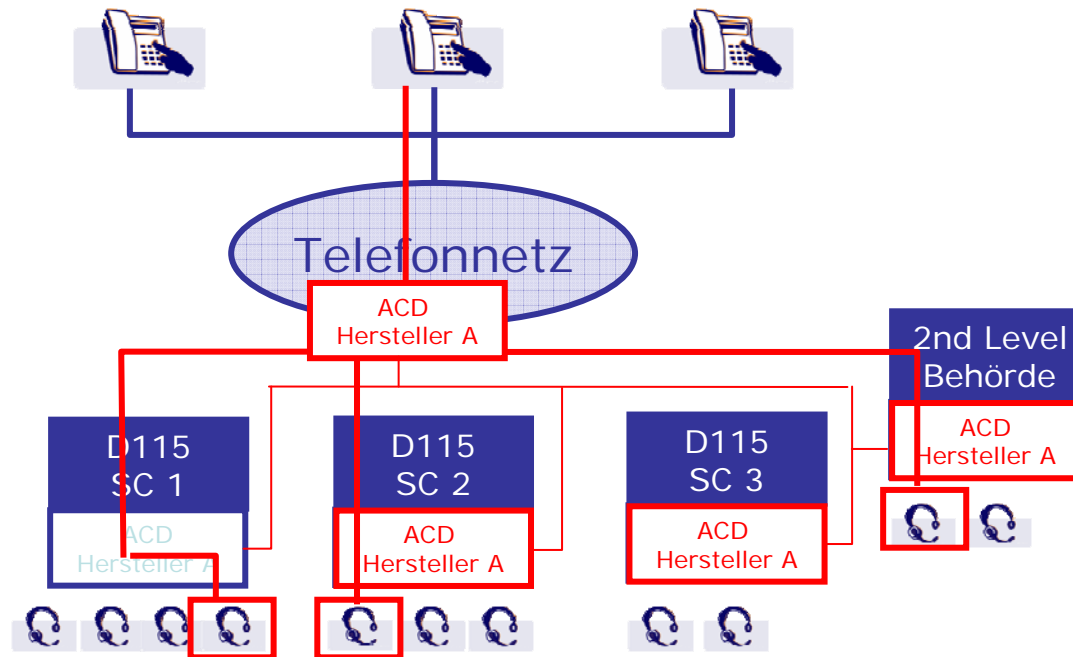 Telefonnetz
ACD
Hersteller A
2nd Level
Behörde
ACD
Hersteller A
D115
SC 1
ACD
Hersteller A
D115
SC 2
ACD
Hersteller A
D115
SC 3
ACD
Hersteller A